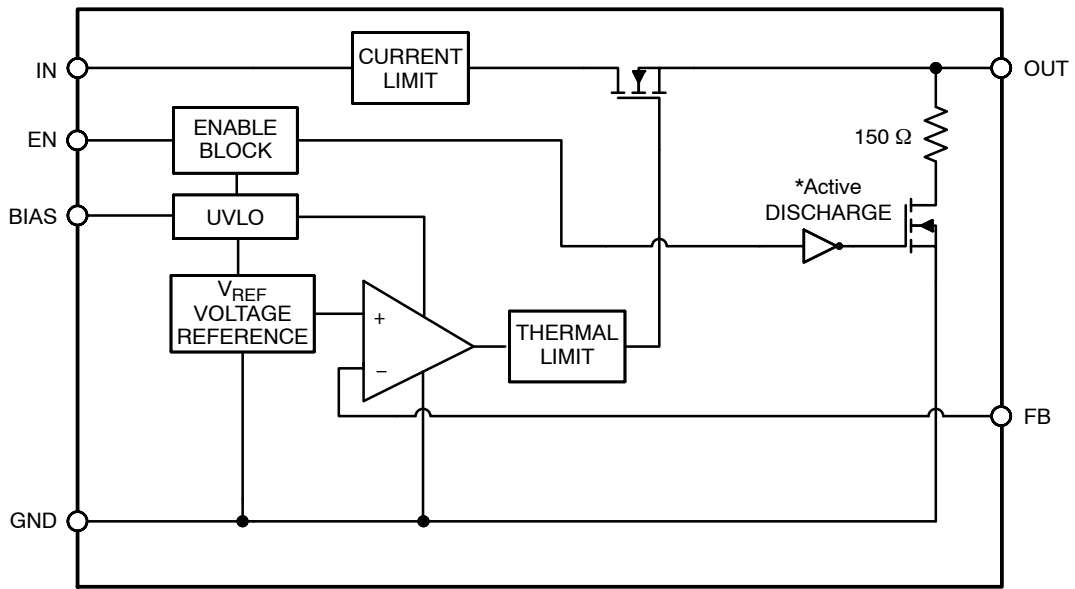 IN
CURRENT
LIMIT
OUT
EN
ENABLE
BLOCK
150 Ω
*Active
DISCHARGE
BIAS
UVLO
VREF
VOLTAGE
REFERENCE
+
−
THERMAL
LIMIT
FB
GND